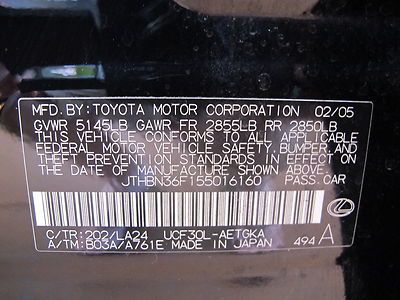 MFD. BY: TOYOTA MOTOR CORPORATION 02/05
GVWR 5145LB GAWR FR 2855LB RR 2850LB
THIS VEHICLE CONFORMS TO ALL APPLICABLE
FEDERAL MOTOR VEHICLE SAFETY, BUMPER,
AND THEFT PREVENTION STANDARDS IN EFFECT
ON THE DATE OF MANUFACTURE SHOWN ABOVE.
JTHBN36F155016160 PASS.CAR
C/TR:202/LA24 UCF30L-AETGKA
A/TM: B03A/A761E MADE IN JAPAN 494 A